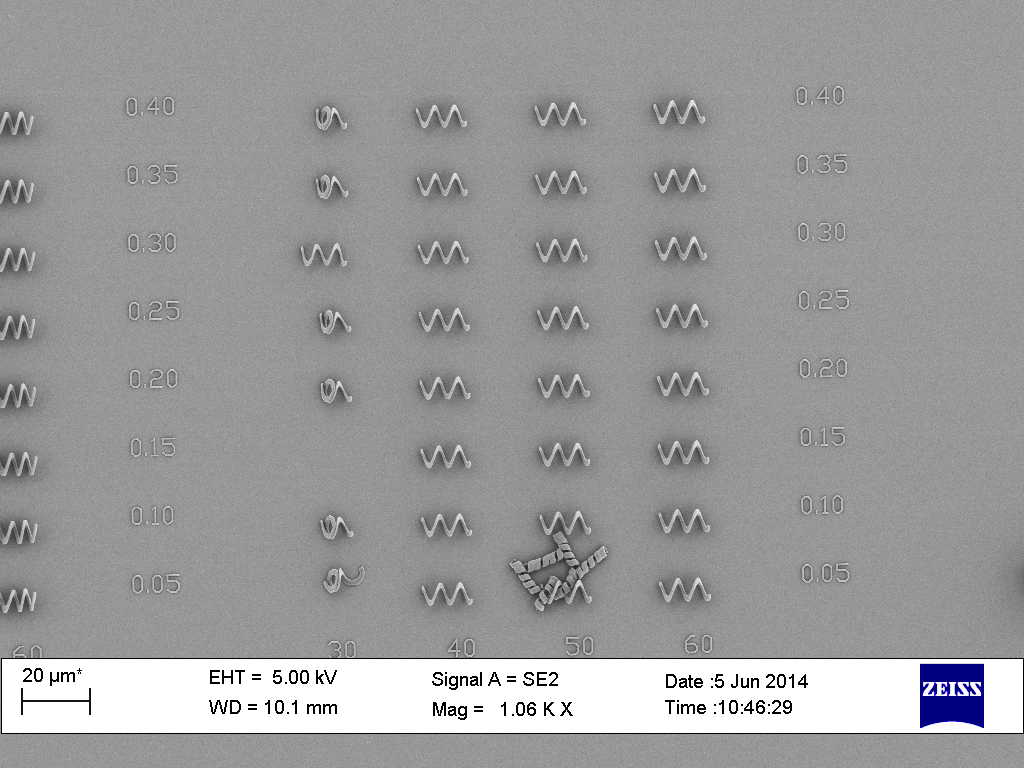 0.40 0.40
0.35 0.35
0.30 0.30
0.25 0.25
0.20 0.20
0.15 0.15
0.10 0.10
0.05 0.05
60 30 40 50 60
20 µm* EHT = 5.00 kV Signal A = SE2 Date :5 Jun 2014 ZEISS
WD = 10.1 mm Mag = 1.06 K X Time :10:46:29